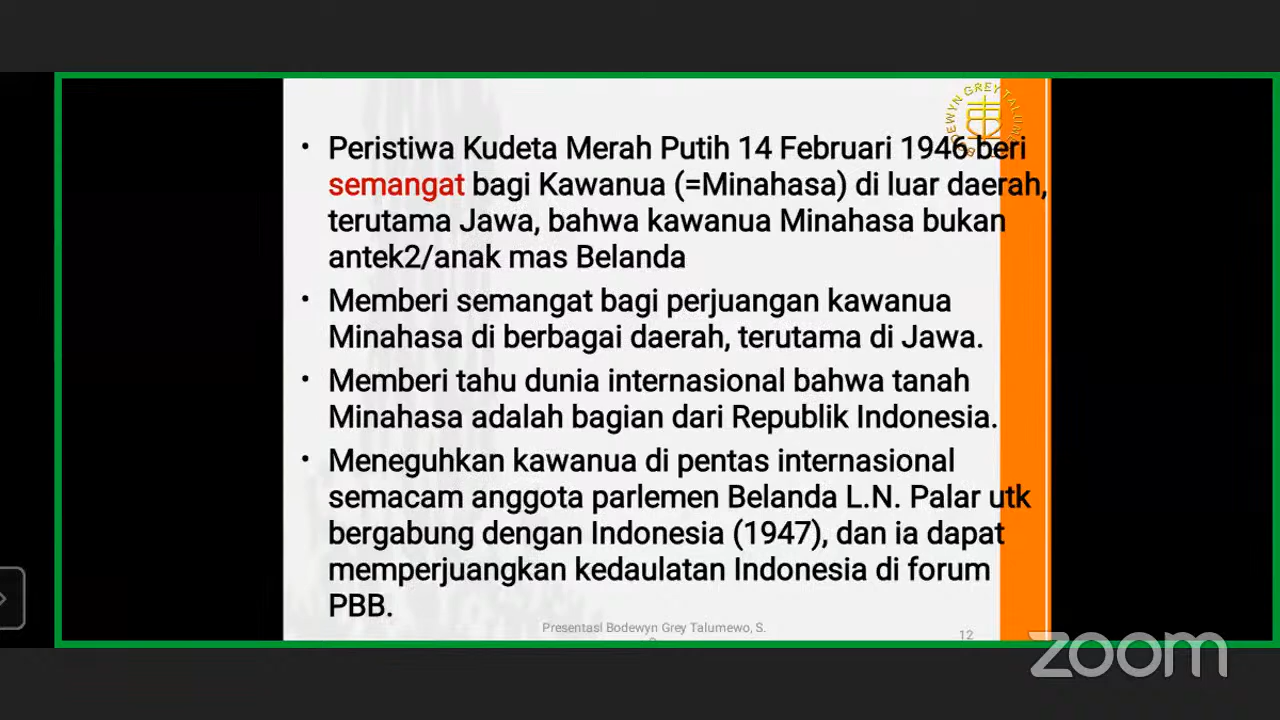 BODEWYN GREY TALUM
• Peristiwa Kudeta Merah Putih 14 Februari 1946 beri
semangat bagi Kawanua (=Minahasa) di luar daerah,
terutama Jawa, bahwa kawanua Minahasa bukan
antek2/anak mas Belanda
• Memberi semangat bagi perjuangan kawanua
Minahasa di berbagai daerah, terutama di Jawa.
• Memberi tahu dunia internasional bahwa tanah
Minahasa adalah bagian dari Republik Indonesia.
• Meneguhkan kawanua di pentas internasional
semacam anggota parlemen Belanda L.N. Palar utk
bergabung dengan Indonesia (1947), dan ia dapat
memperjuangkan kedaulatan Indonesia di forum
PBB.
Presentasi Bodewyn Grey Talumewo, S.
12
zoom